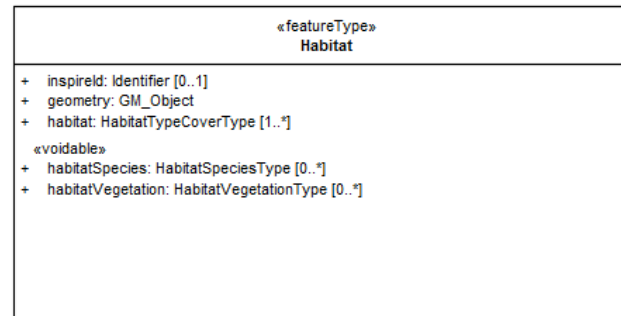 «featureType»
Habitat
+ inspireId: Identifier [0..1]
+ geometry: GM_Object
+ habitat: HabitatTypeCoverType [1..*]
«voidable»
+ habitatSpecies: HabitatSpeciesType [0..*]
+ habitatVegetation: HabitatVegetationType [0..*]